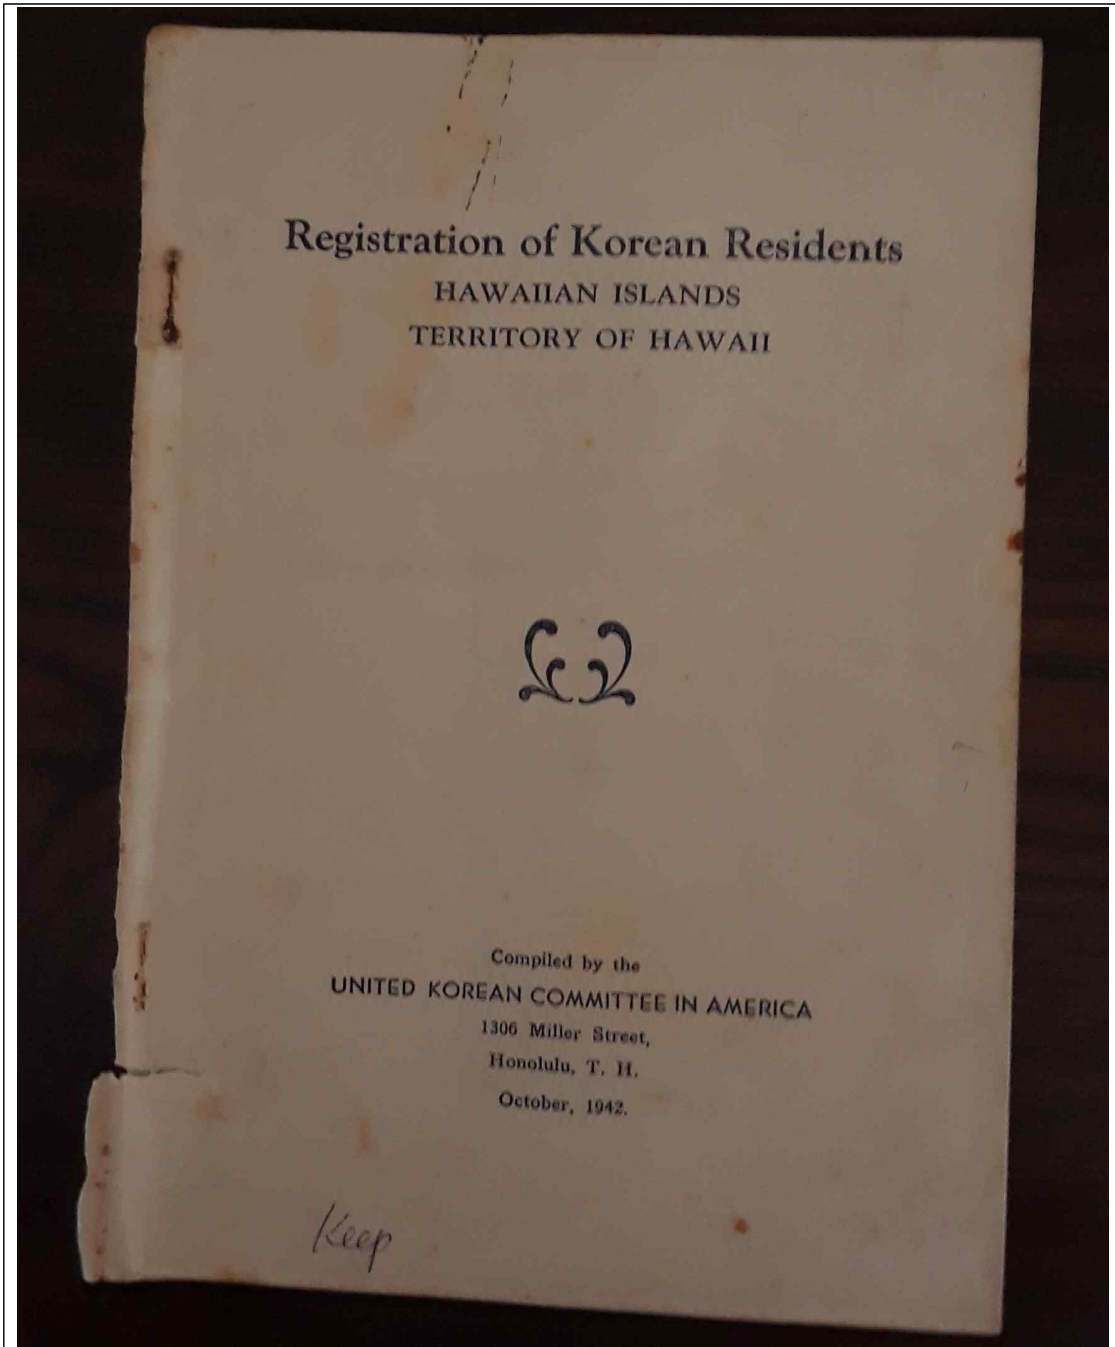 Registration of Korean Residents
HAWAIIAN ISLANDS
TERRITORY OF HAWAII
Compiled by the
UNITED KOREAN COMMITTEE IN AMERICA
1306 Miller Street,
Honolulu, T. H.
October, 1942.
Keep